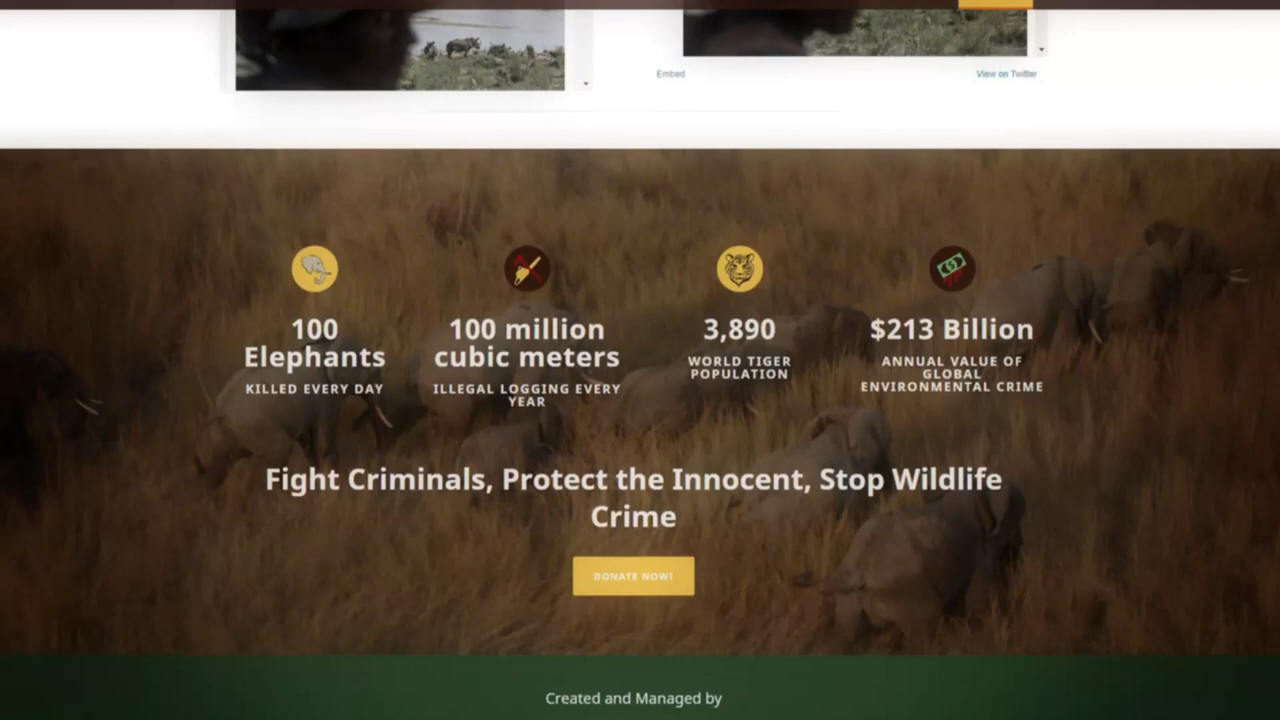 Embed
View on Twitter
100
Elephants
KILLED EVERY DAY
100 million
cubic meters
ILLEGAL LOGGING EVERY
YEAR
3,890
WORLD TIGER
POPULATION
$213 Billion
ANNUAL VALUE OF
GLOBAL
ENVIRONMENTAL CRIME
Fight Criminals, Protect the Innocent, Stop Wildlife
Crime
DONATE NOW!
Created and Managed by